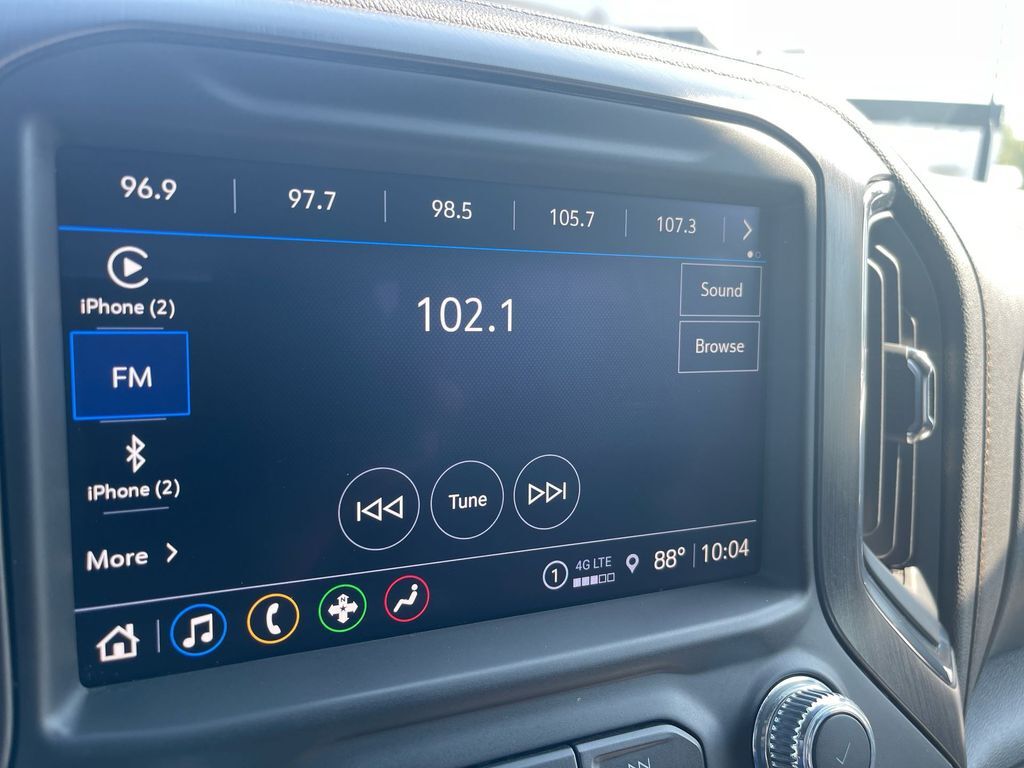 96.9 97.7 98.5 105.7 107.3
iPhone (2)
102.1
Sound
FM
Browse
iPhone (2)
Tune
More
1 4G LTE 88° 10:04
N